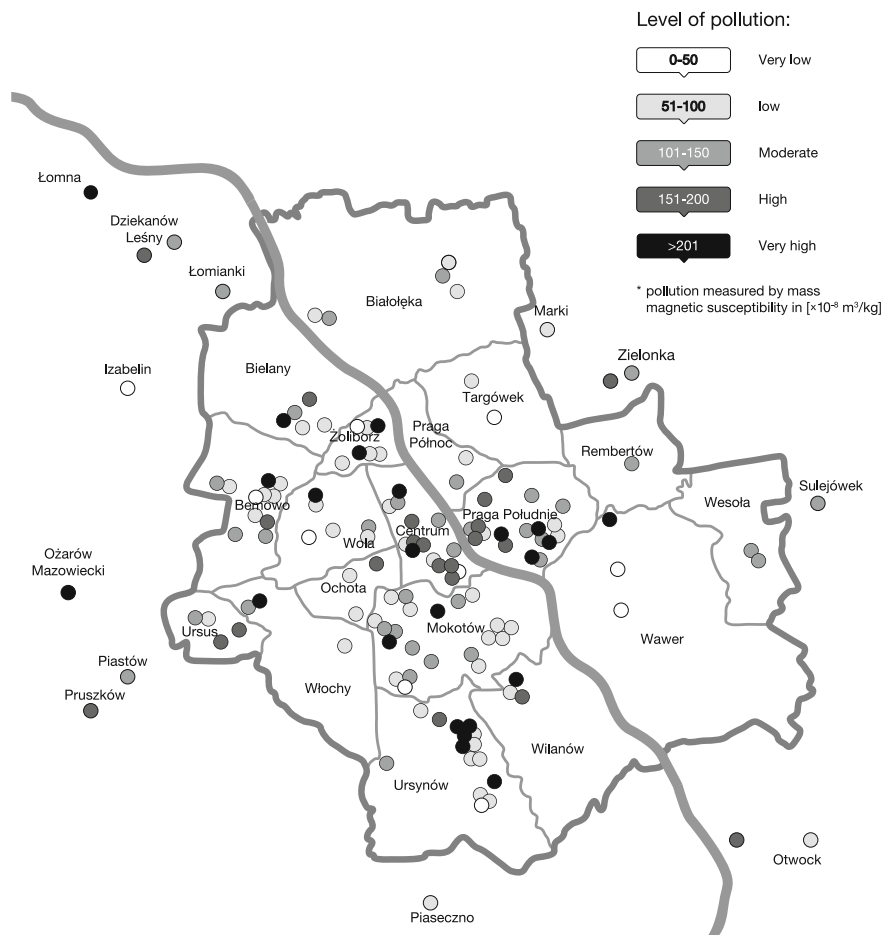 Level of pollution:
0-50 Very low
51-100 low
101-150 Moderate
151-200 High
>201 Very high
* pollution measured by mass
magnetic susceptibility in [×10⁻⁸ m³/kg]
Łomna
Dziekanów
Leśny
Łomianki
Białołęka
Marki
Zielonka
Izabelin
Bielany
Targówek
Żoliborz
Praga
Północ
Rembertów
Sulejówek
Wesoła
Bemowo
Praga Południe
Centrum
Wola
Ożarów
Mazowiecki
Ochota
Ursus
Mokotów
Wawer
Piastów
Włochy
Pruszków
Wilanów
Ursynów
Otwock
Piaseczno